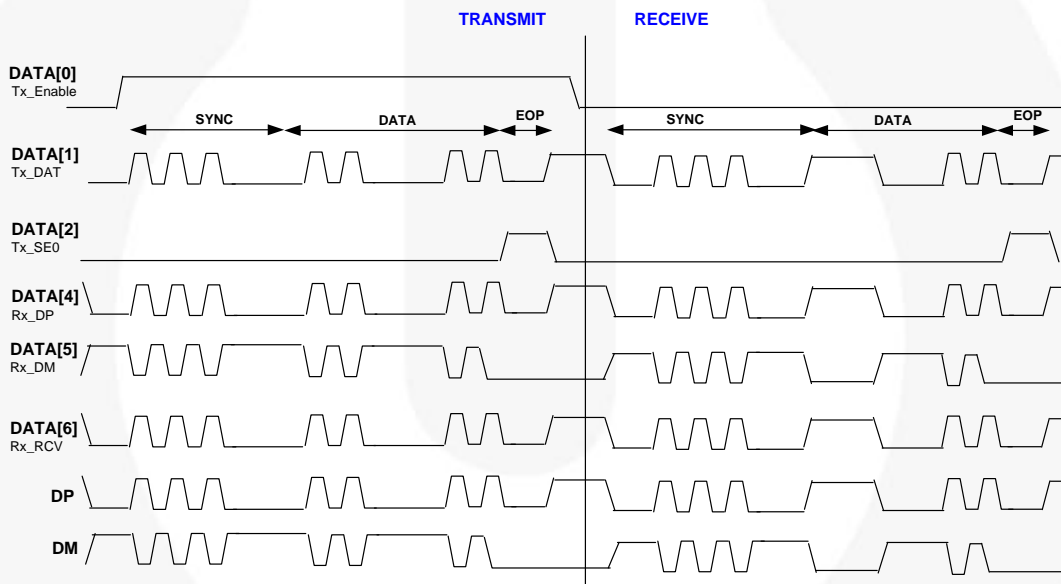 TRANSMIT RECEIVE
DATA[0]
Tx_Enable
SYNC DATA EOP SYNC DATA EOP
DATA[1]
Tx_DAT
DATA[2]
Tx_SE0
DATA[4]
Rx_DP
DATA[5]
Rx_DM
DATA[6]
Rx_RCV
DP
DM